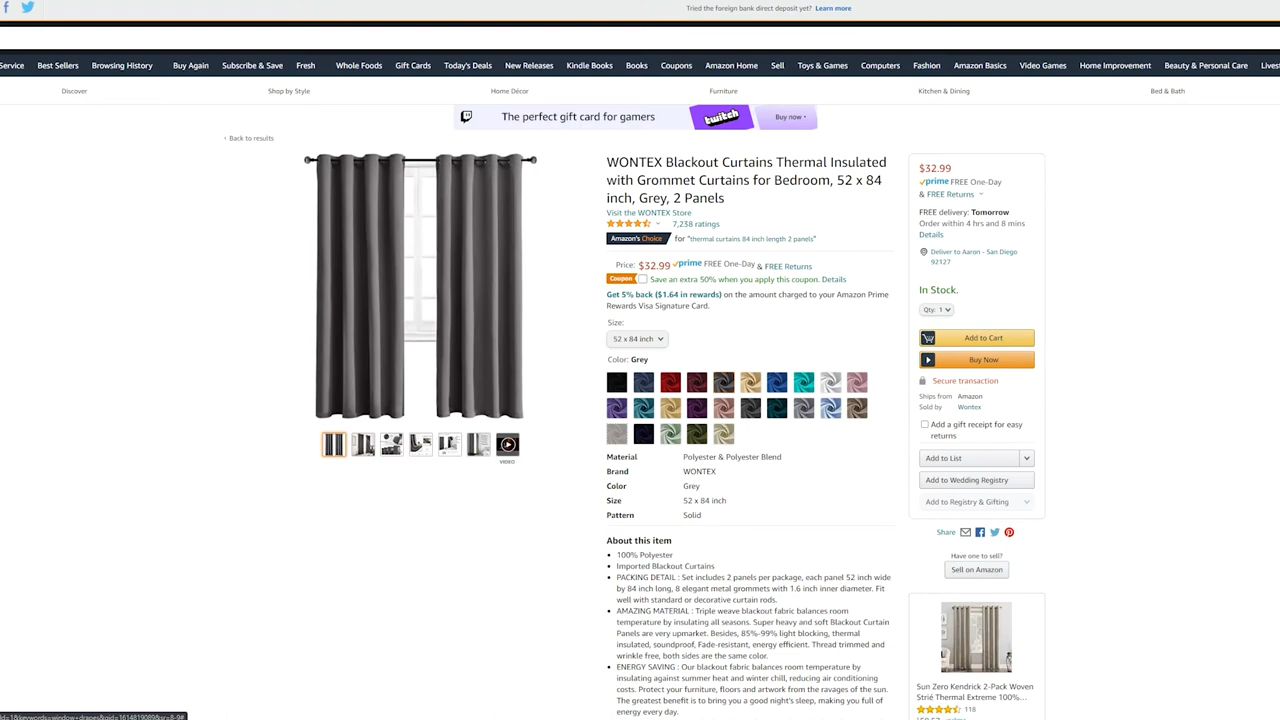 Tried the foreign bank direct deposit yet? Learn more
Service Best Sellers Browsing History Buy Again Subscribe & Save Fresh Whole Foods Gift Cards Today's Deals New Releases Kindle Books Books Coupons Amazon Home Sell Toys & Games Computers Fashion Amazon Basics Video Games Home Improvement Beauty & Personal Care Lives
Discover Shop by Style Home Décor Furniture Kitchen & Dining Bed & Bath
The perfect gift card for gamers twitch Buy now
‹ Back to results
WONTEX Blackout Curtains Thermal Insulated
with Grommet Curtains for Bedroom, 52 x 84
inch, Grey, 2 Panels
Visit the WONTEX Store
7,238 ratings
Amazon's Choice for "thermal curtains 84 inch length 2 panels"
Price: $32.99 prime FREE One-Day & FREE Returns
Coupon Save an extra 50% when you apply this coupon. Details
Get 5% back ($1.64 in rewards) on the amount charged to your Amazon Prime
Rewards Visa Signature Card.
Size:
52 x 84 inch
Color: Grey
VIDEO
Material Polyester & Polyester Blend
Brand WONTEX
Color Grey
Size 52 x 84 inch
Pattern Solid
About this item
• 100% Polyester
• Imported Blackout Curtains
• PACKING DETAIL : Set includes 2 panels per package, each panel 52 inch wide
by 84 inch long, 8 elegant metal grommets with 1.6 inch inner diameter. Fit
well with standard or decorative curtain rods.
• AMAZING MATERIAL : Triple weave blackout fabric balances room
temperature by insulating all seasons. Super heavy and soft Blackout Curtain
Panels are very upmarket. Besides, 85%-99% light blocking, thermal
insulated, soundproof, Fade-resistant, energy efficient. Thread trimmed and
wrinkle free, both sides are the same color.
• ENERGY SAVING : Our blackout fabric balances room temperature by
insulating against summer heat and winter chill, reducing air conditioning
costs. Protect your furniture, floors and artwork from the ravages of the sun.
The greatest benefit is to bring you a good night's sleep, making you full of
energy every day.
$32.99
prime FREE One-Day
& FREE Returns
FREE delivery: Tomorrow
Order within 4 hrs and 8 mins
Details
Deliver to Aaron - San Diego
92127
In Stock.
Qty: 1
Add to Cart
Buy Now
Secure transaction
Ships from Amazon
Sold by Wontex
Add a gift receipt for easy
returns
Add to List
Add to Wedding Registry
Add to Registry & Gifting
Share
Have one to sell?
Sell on Amazon
Sun Zero Kendrick 2-Pack Woven
Strié Thermal Extreme 100%...
118